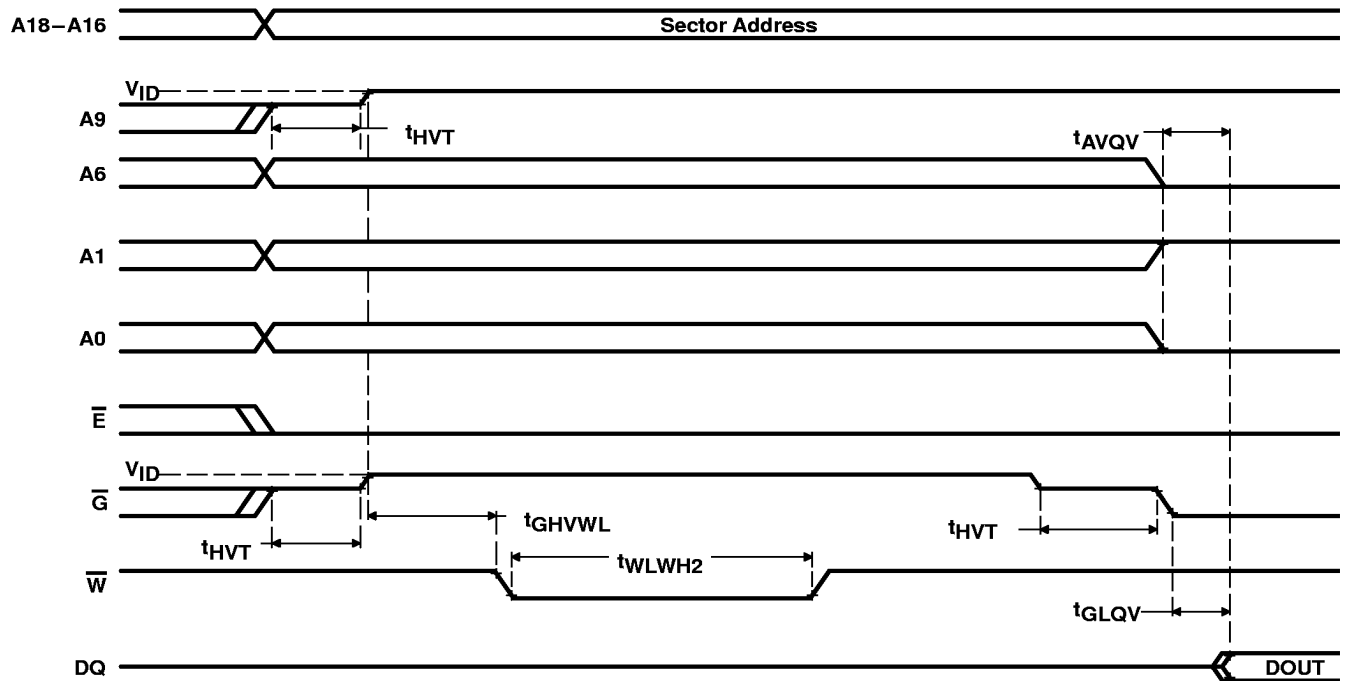 A18–A16 Sector Address
VID
A9
tHVT
tAVQV
A6
A1
A0
E̅
VID
G̅
tGHVWL
tHVT
tHVT
tWLWH2
W̅
tGLQV
DQ DOUT